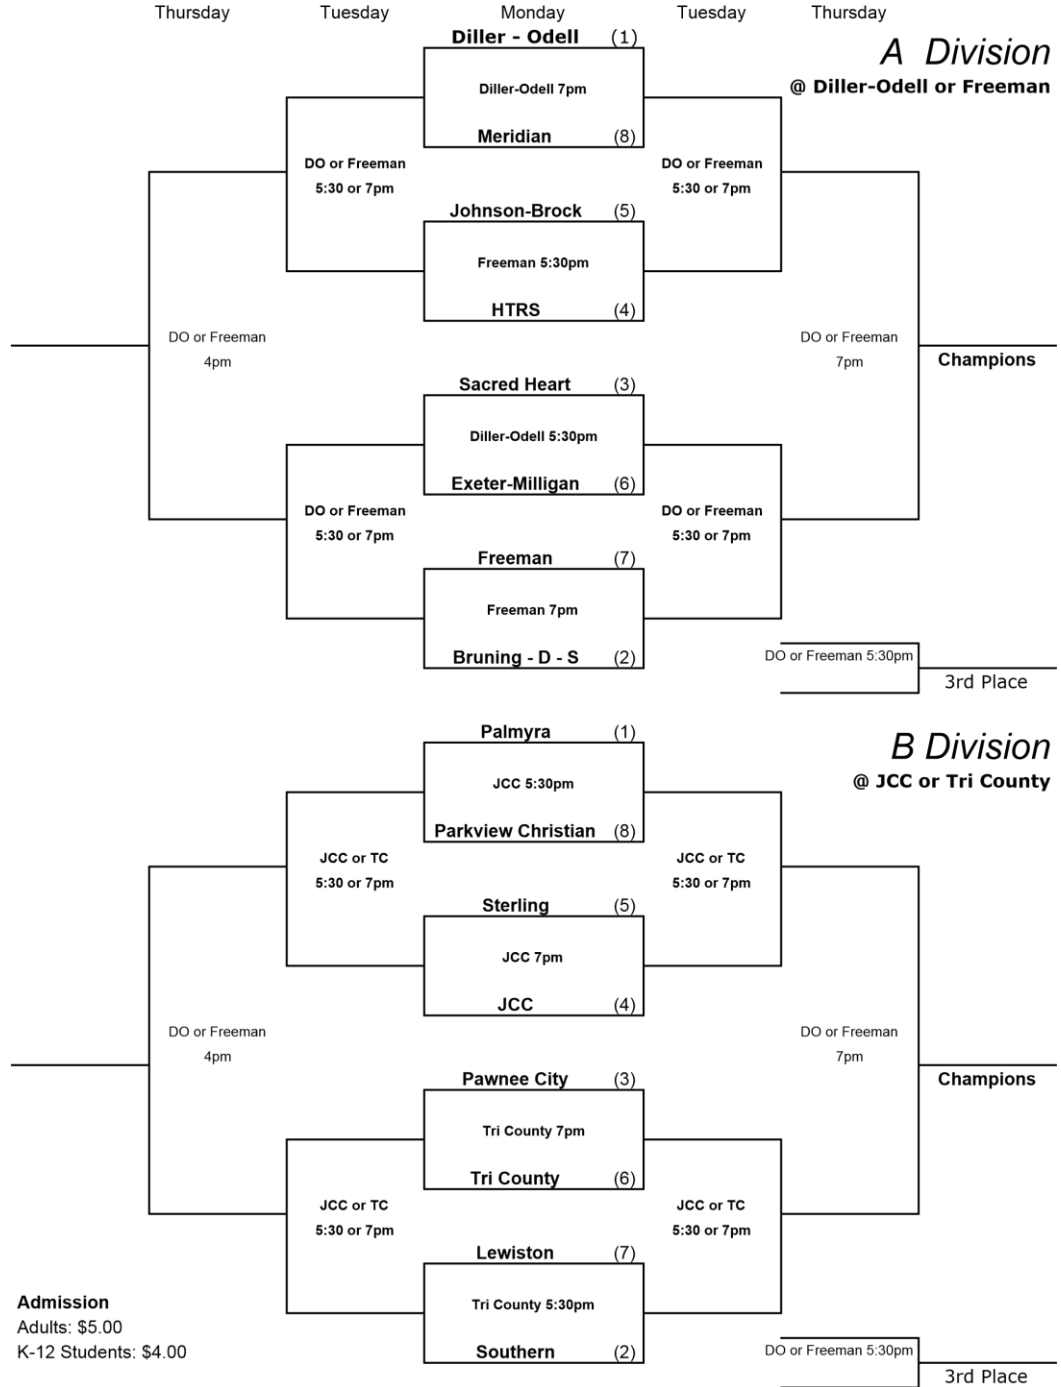 Thursday Tuesday Monday Tuesday Thursday
Diller - Odell (1)
A Division
@ Diller-Odell or Freeman
Diller-Odell 7pm
Meridian (8)
DO or Freeman
5:30 or 7pm
DO or Freeman
5:30 or 7pm
Johnson-Brock (5)
Freeman 5:30pm
HTRS (4)
DO or Freeman
4pm
DO or Freeman
7pm
Champions
Sacred Heart (3)
Diller-Odell 5:30pm
Exeter-Milligan (6)
DO or Freeman
5:30 or 7pm
DO or Freeman
5:30 or 7pm
Freeman (7)
Freeman 7pm
Bruning - D - S (2)
DO or Freeman 5:30pm
3rd Place
Palmyra (1)
B Division
@ JCC or Tri County
JCC 5:30pm
Parkview Christian (8)
JCC or TC
5:30 or 7pm
JCC or TC
5:30 or 7pm
Sterling (5)
JCC 7pm
JCC (4)
DO or Freeman
4pm
DO or Freeman
7pm
Champions
Pawnee City (3)
Tri County 7pm
Tri County (6)
JCC or TC
5:30 or 7pm
JCC or TC
5:30 or 7pm
Lewiston (7)
Tri County 5:30pm
Southern (2)
Admission
Adults: $5.00
K-12 Students: $4.00
DO or Freeman 5:30pm
3rd Place